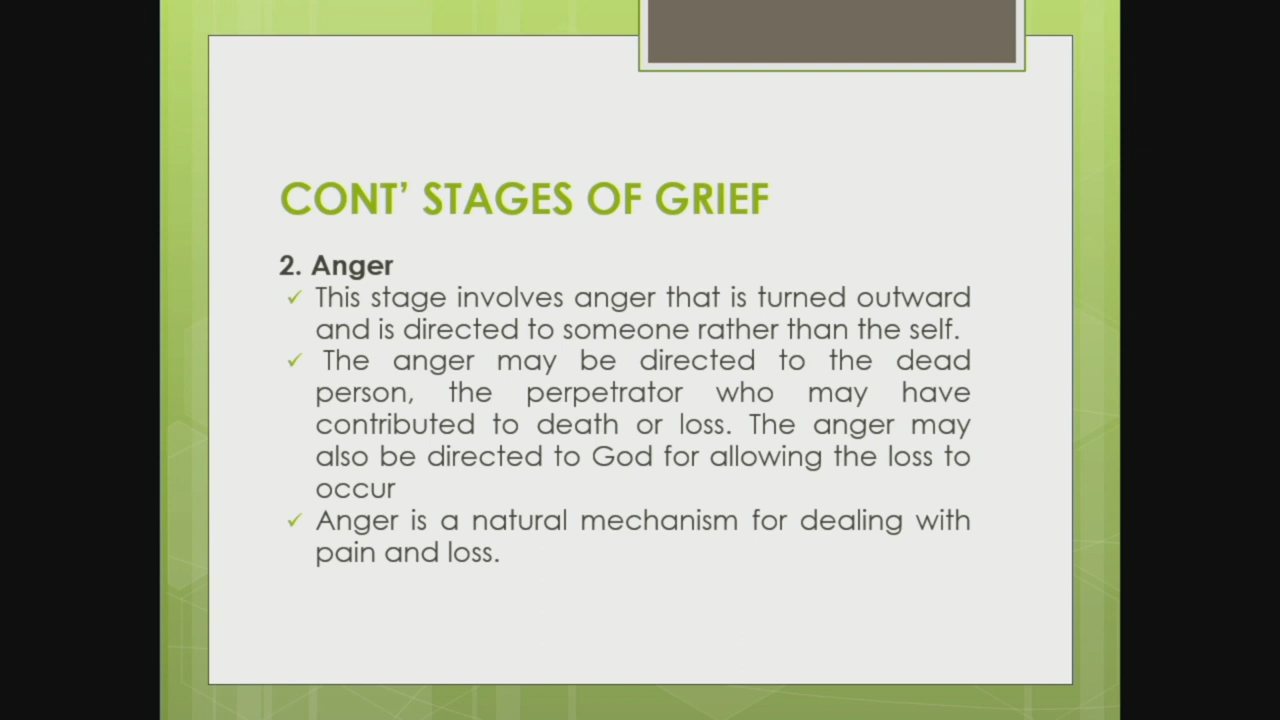 CONT’ STAGES OF GRIEF
2. Anger
✓ This stage involves anger that is turned outward
and is directed to someone rather than the self.
✓ The anger may be directed to the dead
person, the perpetrator who may have
contributed to death or loss. The anger may
also be directed to God for allowing the loss to
occur
✓ Anger is a natural mechanism for dealing with
pain and loss.